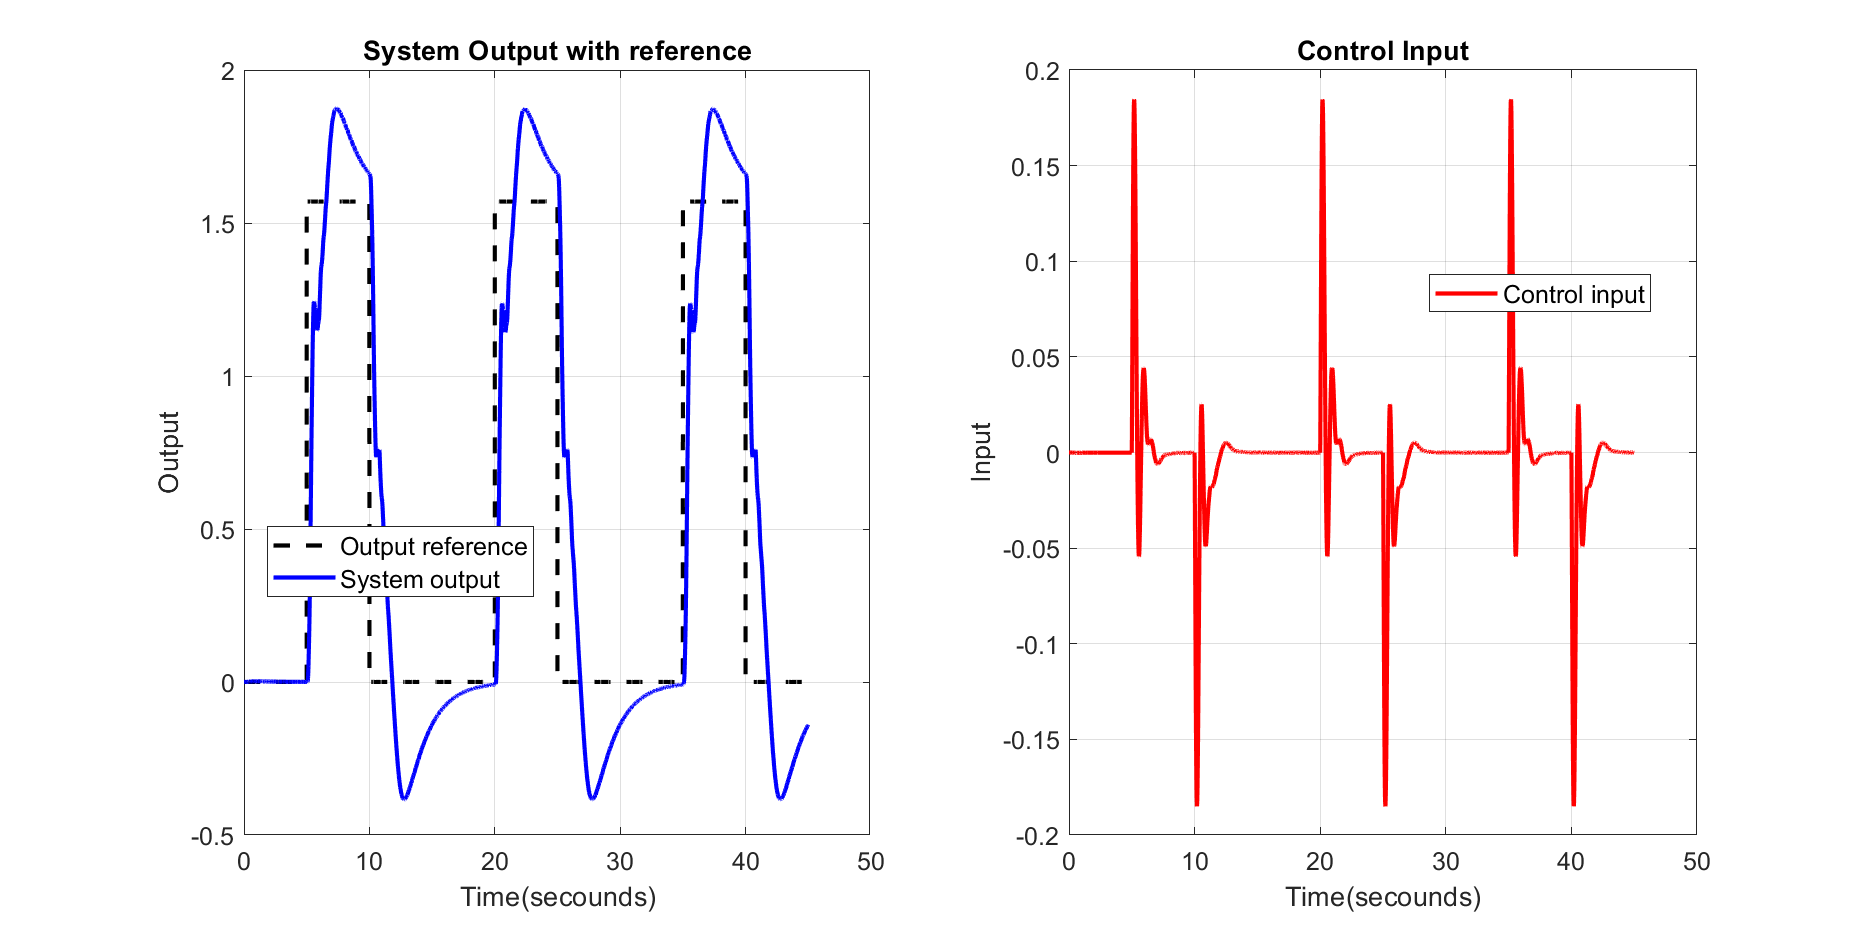 System Output with reference
2
1.5
1
0.5
0
-0.5
Output
Output reference
System output
0 10 20 30 40 50
Time(secounds)
Control Input
0.2
0.15
0.1
0.05
0
-0.05
-0.1
-0.15
-0.2
Input
Control input
0 10 20 30 40 50
Time(secounds)